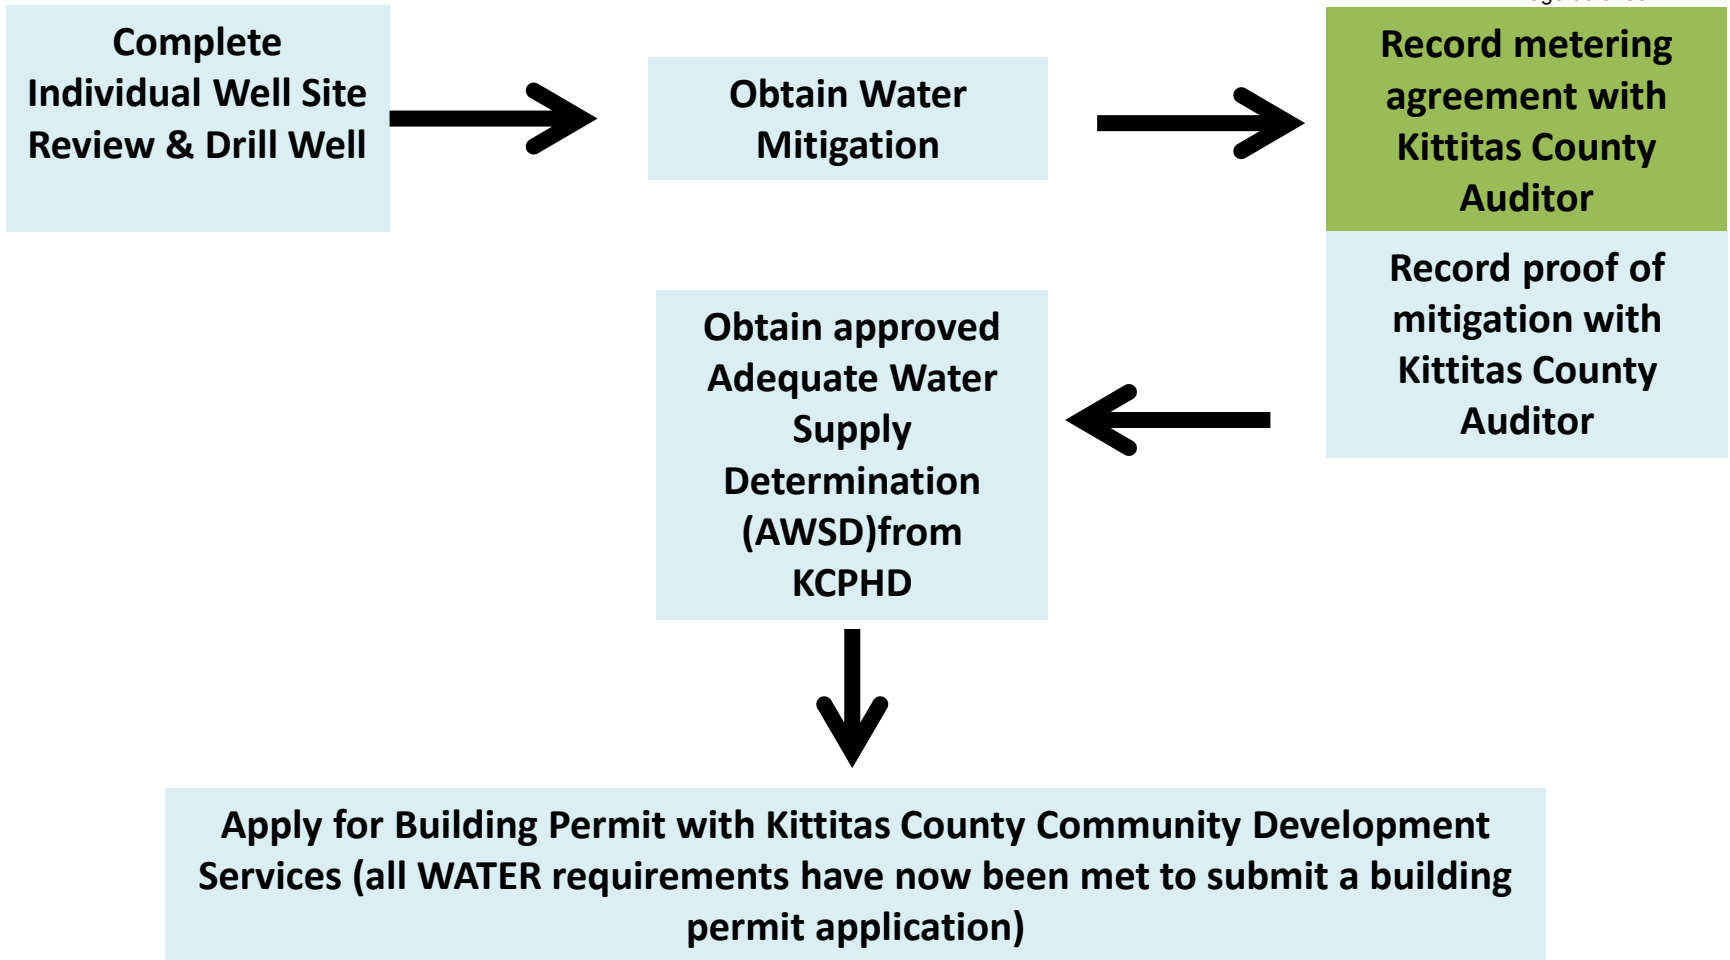 Complete
Individual Well Site
Review & Drill Well
Obtain Water
Mitigation
Record metering
agreement with
Kittitas County
Auditor
Record proof of
mitigation with
Kittitas County
Auditor
Obtain approved
Adequate Water
Supply
Determination
(AWSD)from
KCPHD
Apply for Building Permit with Kittitas County Community Development
Services (all WATER requirements have now been met to submit a building
permit application)